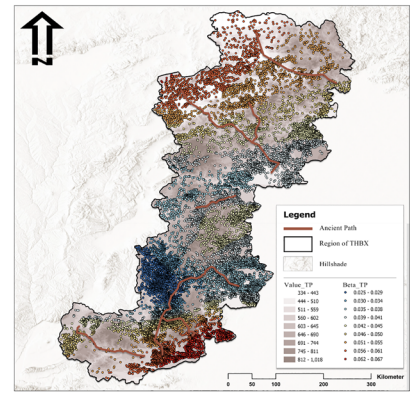 N
Legend
Ancient Path
Region of THBX
Hillshade
Value_TP Beta_TP
334 - 443 0.025 - 0.029
444 - 510 0.030 - 0.034
511 - 559 0.035 - 0.038
560 - 602 0.039 - 0.041
603 - 645 0.042 - 0.045
646 - 690 0.046 - 0.050
691 - 744 0.051 - 0.055
745 - 811 0.056 - 0.061
812 - 1,018 0.062 - 0.067
Kilometer
0 50 100 200 300